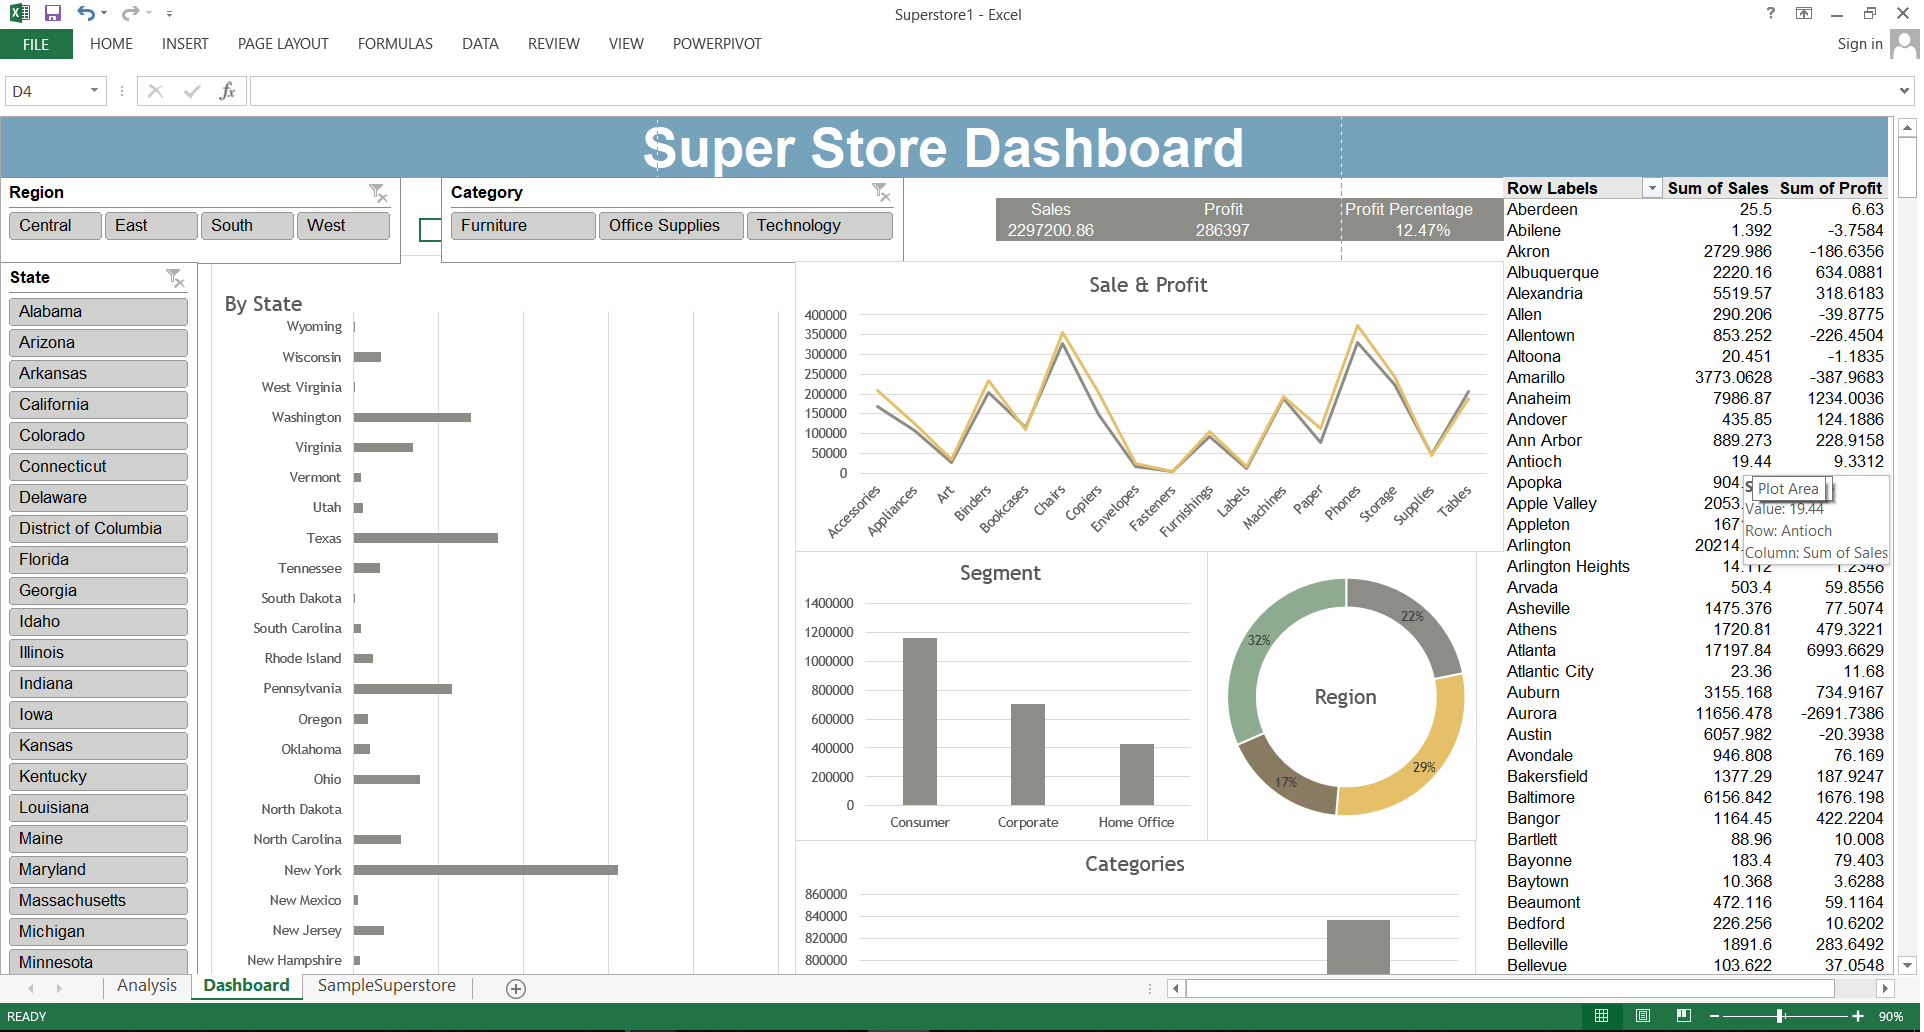 Superstore1 - Excel
?
FILE HOME INSERT PAGE LAYOUT FORMULAS DATA REVIEW VIEW POWERPIVOT
Sign in
D4
fx
Super Store Dashboard
Region
Central East South West
Category
Furniture Office Supplies Technology
Sales Profit Profit Percentage
2297200.86 286397 12.47%
State
Alabama
Arizona
Arkansas
California
Colorado
Connecticut
Delaware
District of Columbia
Florida
Georgia
Idaho
Illinois
Indiana
Iowa
Kansas
Kentucky
Louisiana
Maine
Maryland
Massachusetts
Michigan
Minnesota
By State
Wyoming
Wisconsin
West Virginia
Washington
Virginia
Vermont
Utah
Texas
Tennessee
South Dakota
South Carolina
Rhode Island
Pennsylvania
Oregon
Oklahoma
Ohio
North Dakota
North Carolina
New York
New Mexico
New Jersey
New Hampshire
Sale & Profit
400000
350000
300000
250000
200000
150000
100000
50000
0
Accessories Appliances Art Binders Bookcases Chairs Copiers Envelopes Fasteners Furnishings Labels Machines Paper Phones Storage Supplies Tables
Segment
1400000
1200000
1000000
800000
600000
400000
200000
0
Consumer Corporate Home Office
Region
22%
29%
17%
32%
Categories
860000
840000
820000
800000
Row Labels Sum of Sales Sum of Profit
Aberdeen 25.5 6.63
Abilene 1.392 -3.7584
Akron 2729.986 -186.6356
Albuquerque 2220.16 634.0881
Alexandria 5519.57 318.6183
Allen 290.206 -39.8775
Allentown 853.252 -226.4504
Altoona 20.451 -1.1835
Amarillo 3773.0628 -387.9683
Anaheim 7986.87 1234.0036
Andover 435.85 124.1886
Ann Arbor 889.273 228.9158
Antioch 19.44 9.3312
Apopka 904.
Apple Valley 2053.
Appleton 167
Arlington 20214.
Arlington Heights 14.112 1.2348
Arvada 503.4 59.8556
Asheville 1475.376 77.5074
Athens 1720.81 479.3221
Atlanta 17197.84 6993.6629
Atlantic City 23.36 11.68
Auburn 3155.168 734.9167
Aurora 11656.478 -2691.7386
Austin 6057.982 -20.3938
Avondale 946.808 76.169
Bakersfield 1377.29 187.9247
Baltimore 6156.842 1676.198
Bangor 1164.45 422.2204
Bartlett 88.96 10.008
Bayonne 183.4 79.403
Baytown 10.368 3.6288
Beaumont 472.116 59.1164
Bedford 226.256 10.6202
Belleville 1891.6 283.6492
Bellevue 103.622 37.0548
Plot Area
Value: 19.44
Row: Antioch
Column: Sum of Sales
Analysis Dashboard SampleSuperstore
READY
90%